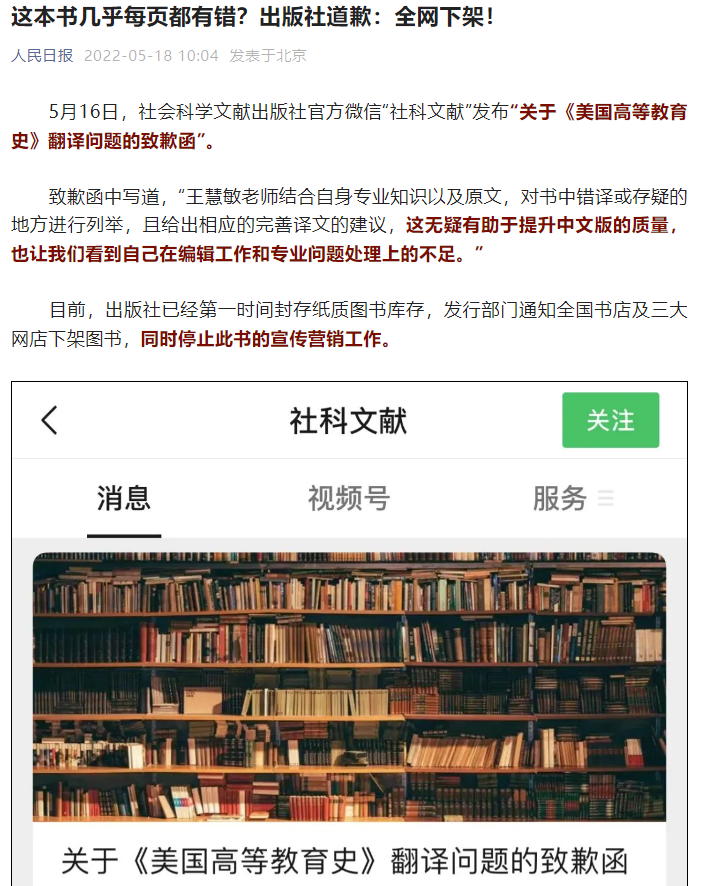 这本书几乎每页都有错？出版社道歉：全网下架！
人民日报 2022-05-18 10:04 发表于北京
5月16日，社会科学文献出版社官方微信“社科文献”发布“关于《美国高等教育
史》翻译问题的致歉函”。
致歉函中写道，“王慧敏老师结合自身专业知识以及原文，对书中错译或存疑的
地方进行列举，且给出相应的完善译文的建议，这无疑有助于提升中文版的质量，
也让我们看到自己在编辑工作和专业问题处理上的不足。”
目前，出版社已经第一时间封存纸质图书库存，发行部门通知全国书店及三大
网店下架图书，同时停止此书的宣传营销工作。
社科文献 关注
消息 视频号 服务
关于《美国高等教育史》翻译问题的致歉函